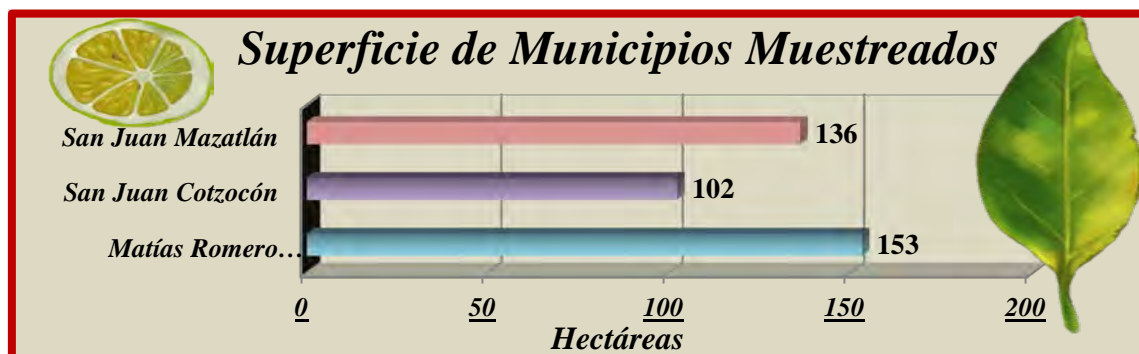 Superficie de Municipios Muestreados
San Juan Mazatlán 136
San Juan Cotzocón 102
Matías Romero… 153
0 50 100 150 200
Hectáreas